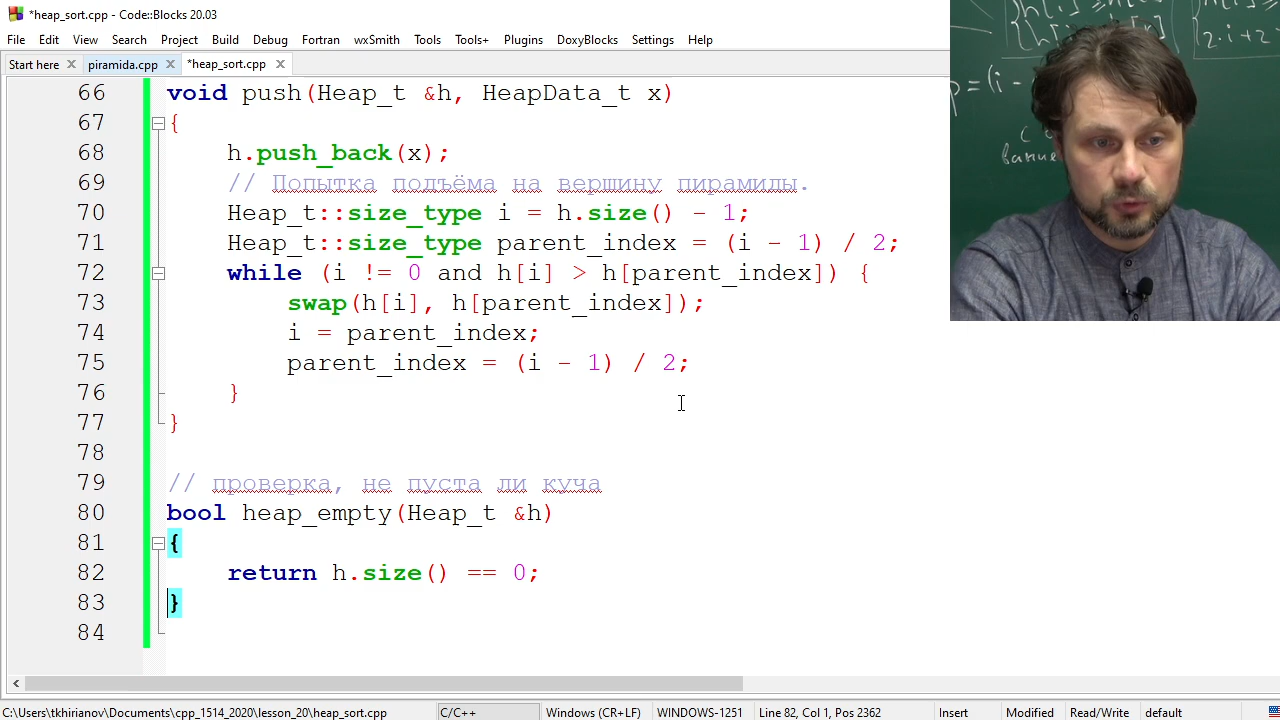 *heap_sort.cpp - Code::Blocks 20.03
File Edit View Search Project Build Debug Fortran wxSmith Tools Tools+ Plugins DoxyBlocks Settings Help
Start here piramida.cpp *heap_sort.cpp
66 void push(Heap_t &h, HeapData_t x)
67 {
68 h.push_back(x);
69 // Попытка подъёма на вершину пирамиды.
70 Heap_t::size_type i = h.size() - 1;
71 Heap_t::size_type parent_index = (i - 1) / 2;
72 while (i != 0 and h[i] > h[parent_index]) {
73 swap(h[i], h[parent_index]);
74 i = parent_index;
75 parent_index = (i - 1) / 2;
76 }
77 }
78
79 // проверка, не пуста ли куча
80 bool heap_empty(Heap_t &h)
81 {
82 return h.size() == 0;
83 }
84
C:\Users\tkhirianov\Documents\cpp_1514_2020\lesson_20\heap_sort.cpp C/C++ Windows (CR+LF) WINDOWS-1251 Line 82, Col 1, Pos 2362 Insert Modified Read/Write default